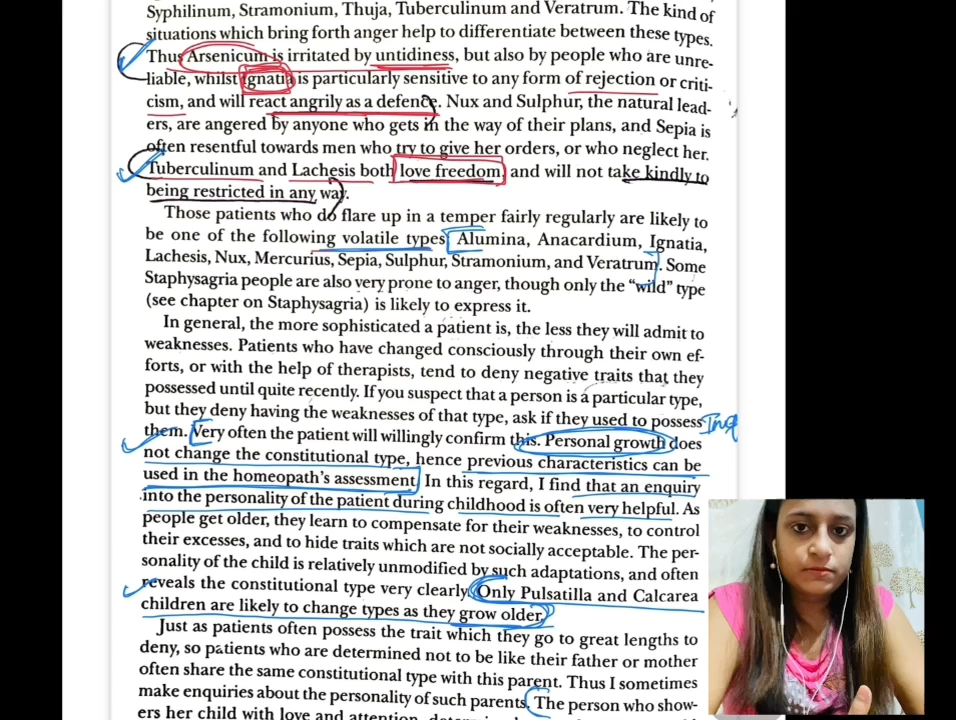 Syphilinum, Stramonium, Thuja, Tuberculinum and Veratrum. The kind of
situations which bring forth anger help to differentiate between these types.
Thus Arsenicum is irritated by untidiness, but also by people who are unre-
liable, whilst Ignatia is particularly sensitive to any form of rejection or criti-
cism, and will react angrily as a defence. Nux and Sulphur, the natural lead-
ers, are angered by anyone who gets in the way of their plans, and Sepia is
often resentful towards men who try to give her orders, or who neglect her.
Tuberculinum and Lachesis both love freedom, and will not take kindly to
being restricted in any way.
Those patients who do flare up in a temper fairly regularly are likely to
be one of the following volatile types: Alumina, Anacardium, Ignatia,
Lachesis, Nux, Mercurius, Sepia, Sulphur, Stramonium, and Veratrum. Some
Staphysagria people are also very prone to anger, though only the “wild” type
(see chapter on Staphysagria) is likely to express it.
In general, the more sophisticated a patient is, the less they will admit to
weaknesses. Patients who have changed consciously through their own ef-
forts, or with the help of therapists, tend to deny negative traits that they
possessed until quite recently. If you suspect that a person is a particular type,
but they deny having the weaknesses of that type, ask if they used to possess
them. Very often the patient will willingly confirm this. Personal growth does
not change the constitutional type, hence previous characteristics can be
used in the homeopath’s assessment. In this regard, I find that an enquiry
into the personality of the patient during childhood is often very helpful. As
people get older, they learn to compensate for their weaknesses, to control
their excesses, and to hide traits which are not socially acceptable. The per-
sonality of the child is relatively unmodified by such adaptations, and often
reveals the constitutional type very clearly. Only Pulsatilla and Calcarea
children are likely to change types as they grow older.
Just as patients often possess the trait which they go to great lengths to
deny, so patients who are determined not to be like their father or mother
often share the same constitutional type with this parent. Thus I sometimes
make enquiries about the personality of such parents. The person who show-
ers her child with love and attention,